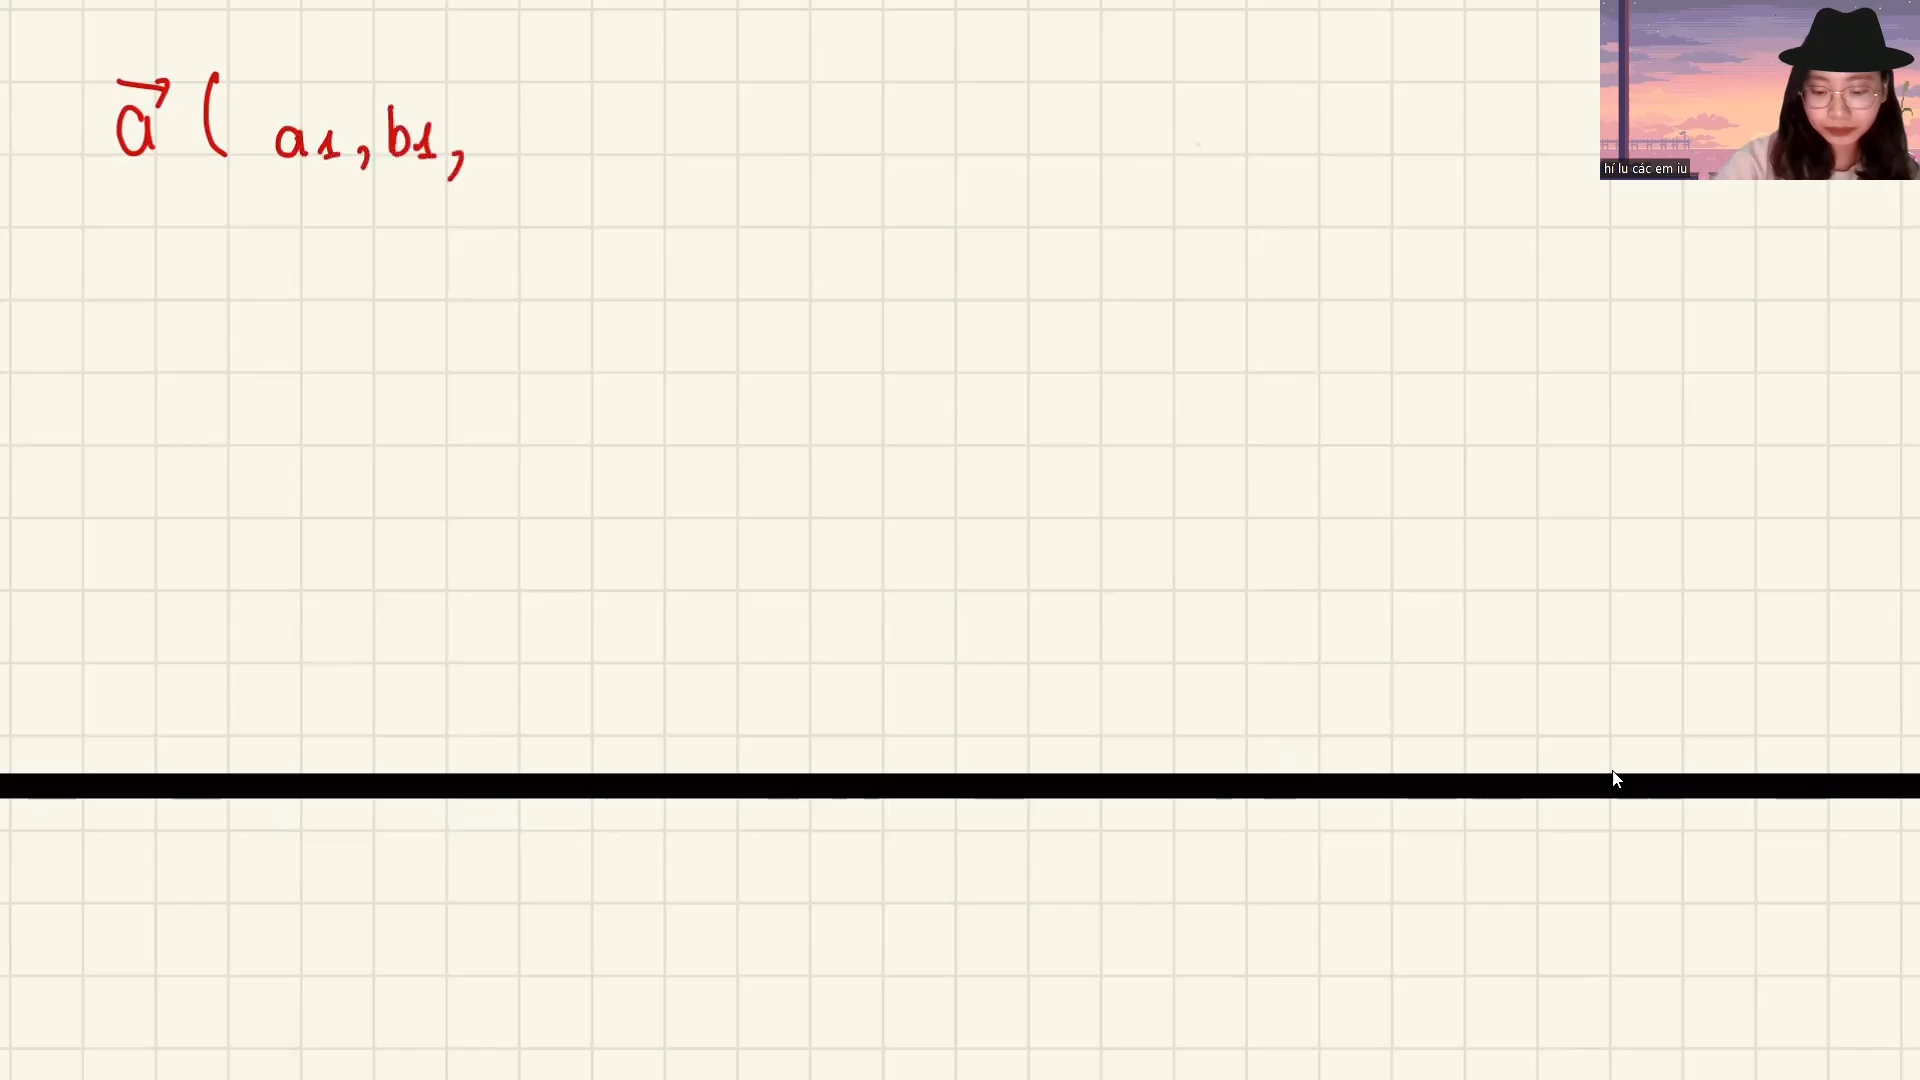 a⃗ ( a1, b1,
hí lu các em iu